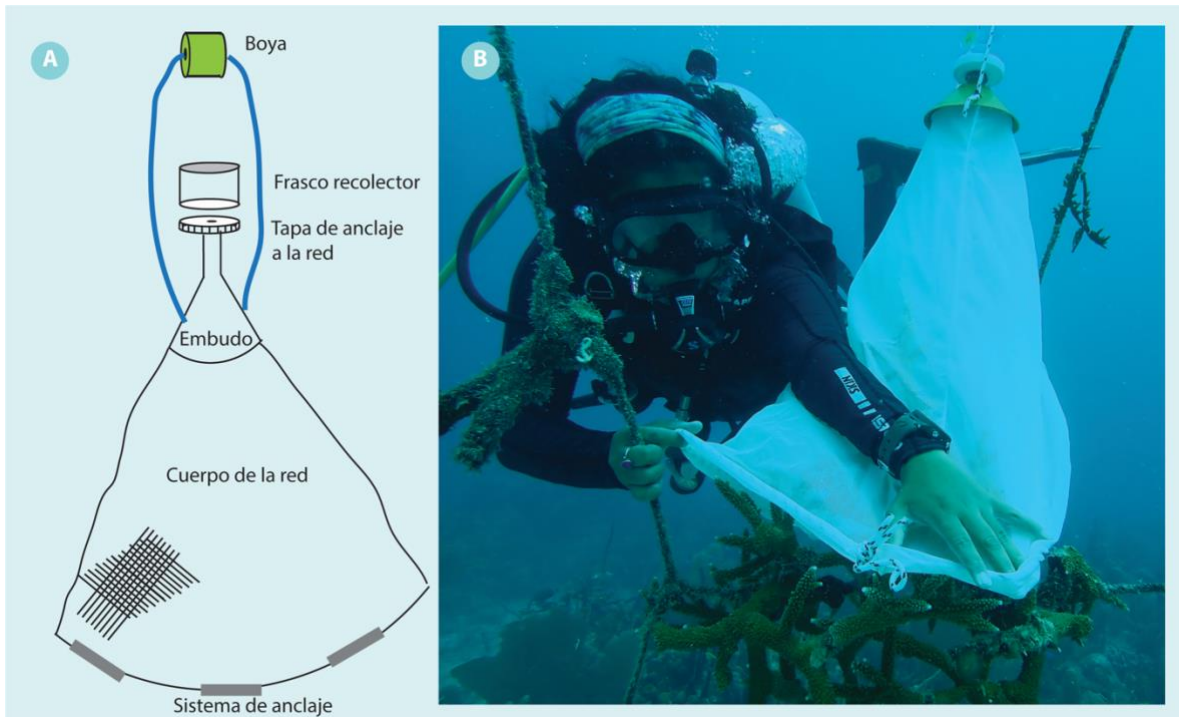 A
Boya
Frasco recolector
Tapa de anclaje
a la red
Embudo
Cuerpo de la red
Sistema de anclaje
B